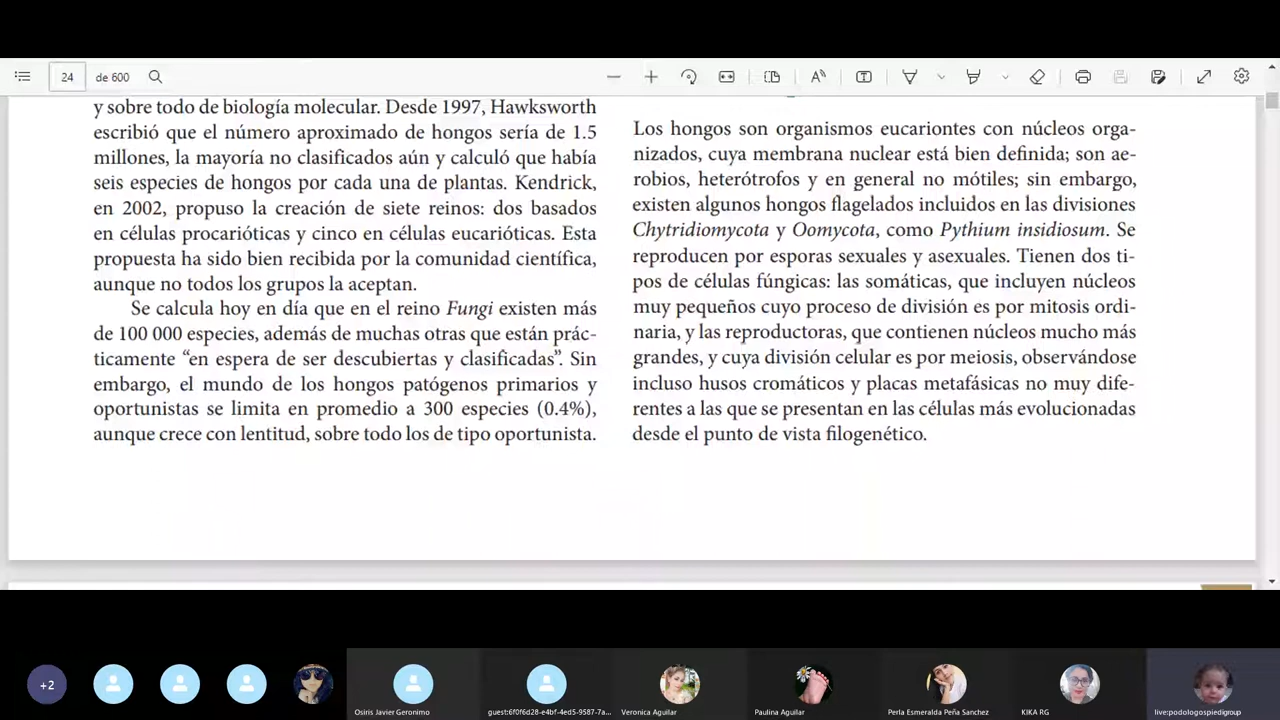 24
de 600
y sobre todo de biología molecular. Desde 1997, Hawksworth
escribió que el número aproximado de hongos sería de 1.5
millones, la mayoría no clasificados aún y calculó que había
seis especies de hongos por cada una de plantas. Kendrick,
en 2002, propuso la creación de siete reinos: dos basados
en células procarióticas y cinco en células eucarióticas. Esta
propuesta ha sido bien recibida por la comunidad científica,
aunque no todos los grupos la aceptan.
Se calcula hoy en día que en el reino Fungi existen más
de 100 000 especies, además de muchas otras que están prác-
ticamente “en espera de ser descubiertas y clasificadas”. Sin
embargo, el mundo de los hongos patógenos primarios y
oportunistas se limita en promedio a 300 especies (0.4%),
aunque crece con lentitud, sobre todo los de tipo oportunista.
Los hongos son organismos eucariontes con núcleos orga-
nizados, cuya membrana nuclear está bien definida; son ae-
robios, heterótrofos y en general no mótiles; sin embargo,
existen algunos hongos flagelados incluidos en las divisiones
Chytridiomycota y Oomycota, como Pythium insidiosum. Se
reproducen por esporas sexuales y asexuales. Tienen dos ti-
pos de células fúngicas: las somáticas, que incluyen núcleos
muy pequeños cuyo proceso de división es por mitosis ordi-
naria, y las reproductoras, que contienen núcleos mucho más
grandes, y cuya división celular es por meiosis, observándose
incluso husos cromáticos y placas metafásicas no muy dife-
rentes a las que se presentan en las células más evolucionadas
desde el punto de vista filogenético.
+2
Osiris Javier Geronimo
guest:6f0f6d28-e4bf-4ed5-9587-7a...
Veronica Aguilar
Paulina Aguilar
Perla Esmeralda Peña Sanchez
KIKA RG
live:podologospiedigroup